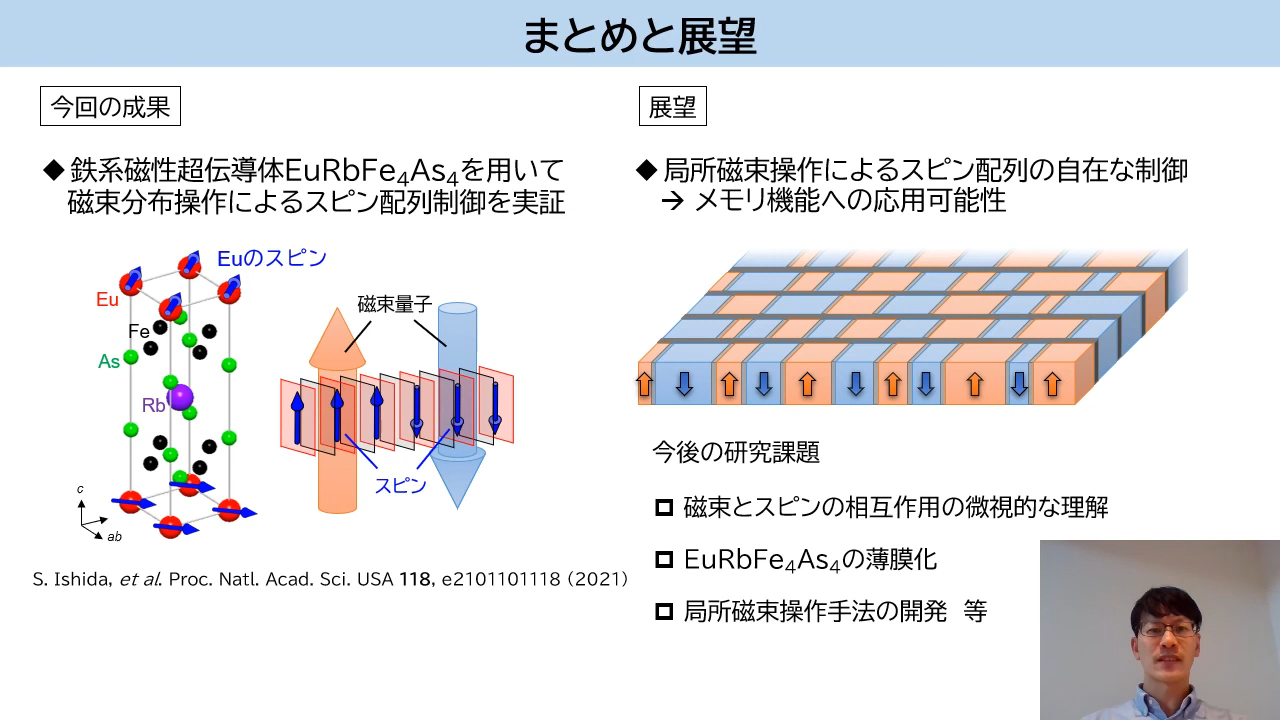 まとめと展望
今回の成果
◆ 鉄系磁性超伝導体EuRbFe₄As₄を用いて
磁束分布操作によるスピン配列制御を実証
Euのスピン
Eu
Fe
As
Rb
c
ab
磁束量子
スピン
S. Ishida, et al. Proc. Natl. Acad. Sci. USA 118, e2101101118 (2021)
展望
◆ 局所磁束操作によるスピン配列の自在な制御
→ メモリ機能への応用可能性
今後の研究課題
磁束とスピンの相互作用の微視的な理解
EuRbFe₄As₄の薄膜化
局所磁束操作手法の開発 等